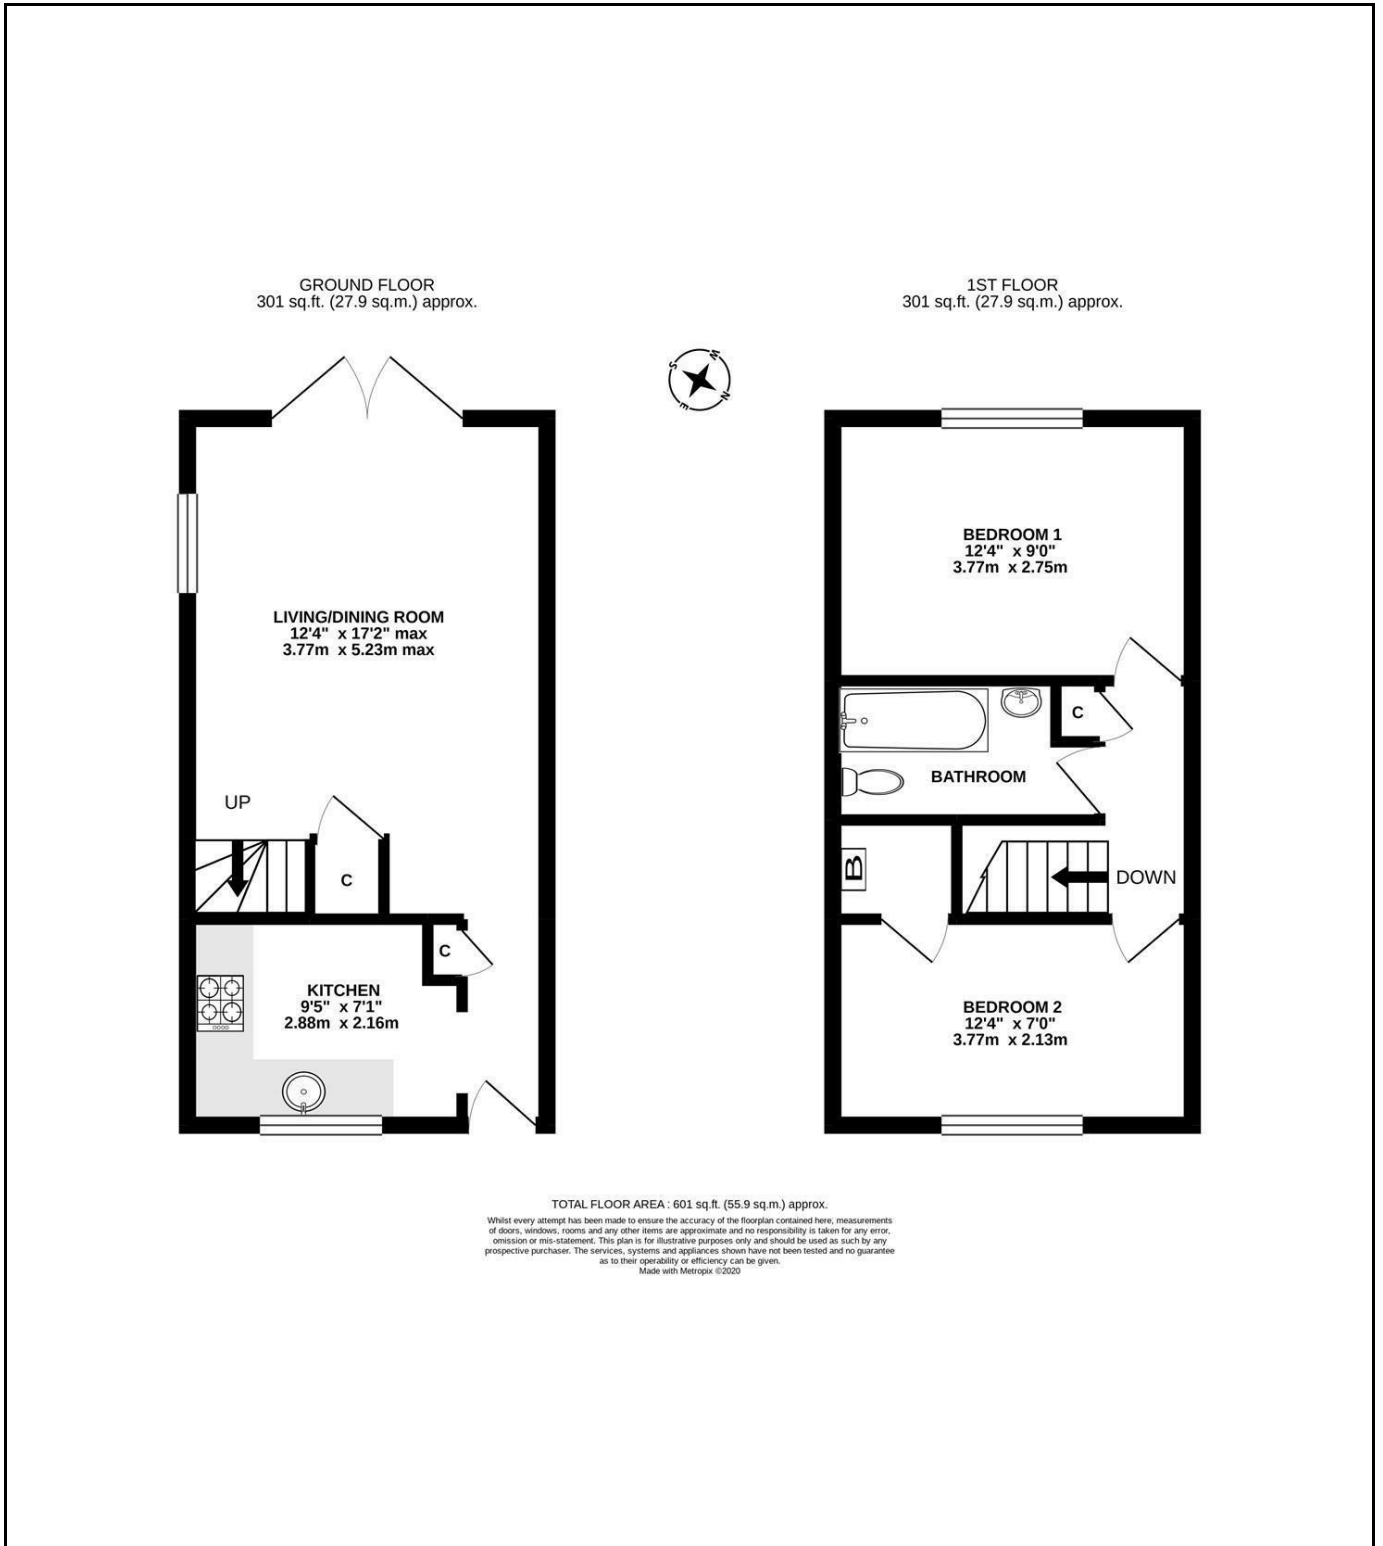 GROUND FLOOR
301 sq.ft. (27.9 sq.m.) approx.
1ST FLOOR
301 sq.ft. (27.9 sq.m.) approx.
S
W
N
E
LIVING/DINING ROOM
12'4" x 17'2" max
3.77m x 5.23m max
UP
C
C
KITCHEN
9'5" x 7'1"
2.88m x 2.16m
BEDROOM 1
12'4" x 9'0"
3.77m x 2.75m
C
BATHROOM
B
DOWN
BEDROOM 2
12'4" x 7'0"
3.77m x 2.13m
TOTAL FLOOR AREA : 601 sq.ft. (55.9 sq.m.) approx.
Whilst every attempt has been made to ensure the accuracy of the floorplan contained here, measurements
of doors, windows, rooms and any other items are approximate and no responsibility is taken for any error,
omission or mis-statement. This plan is for illustrative purposes only and should be used as such by any
prospective purchaser. The services, systems and appliances shown have not been tested and no guarantee
as to their operability or efficiency can be given.
Made with Metropix ©2020